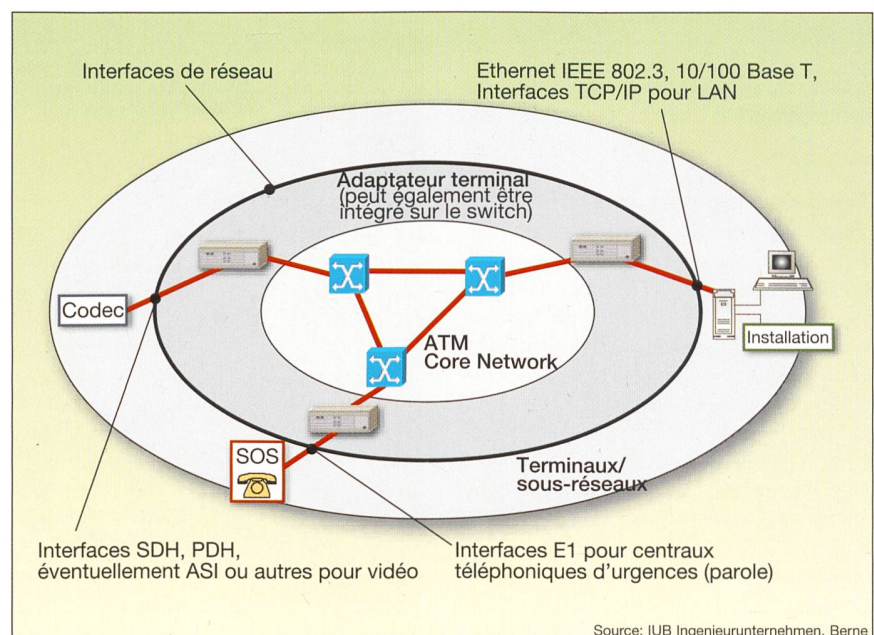 Interfaces de réseau
Ethernet IEEE 802.3, 10/100 Base T,
Interfaces TCP/IP pour LAN
Adaptateur terminal
(peut également être
intégré sur le switch)
Codec
Installation
ATM
Core Network
SOS
Terminaux/
sous-réseaux
Interfaces SDH, PDH,
éventuellement ASI ou autres pour vidéo
Interfaces E1 pour centraux
téléphoniques d'urgences (parole)
Source: IUB Ingenieurunternehmen, Berne